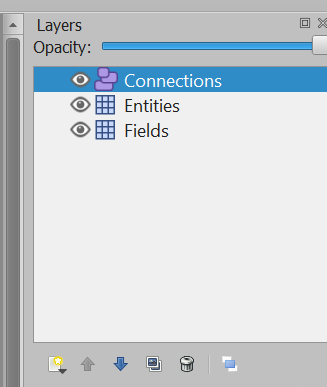 Layers
Opacity:
Connections
Entities
Fields